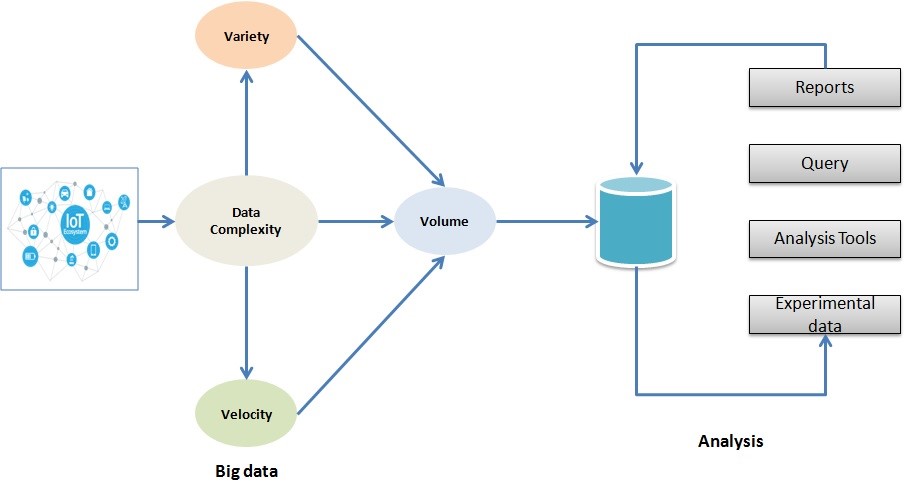 Variety
IoT
Ecosystem
Data
Complexity
Volume
Velocity
Big data
Reports
Query
Analysis Tools
Experimental
data
Analysis